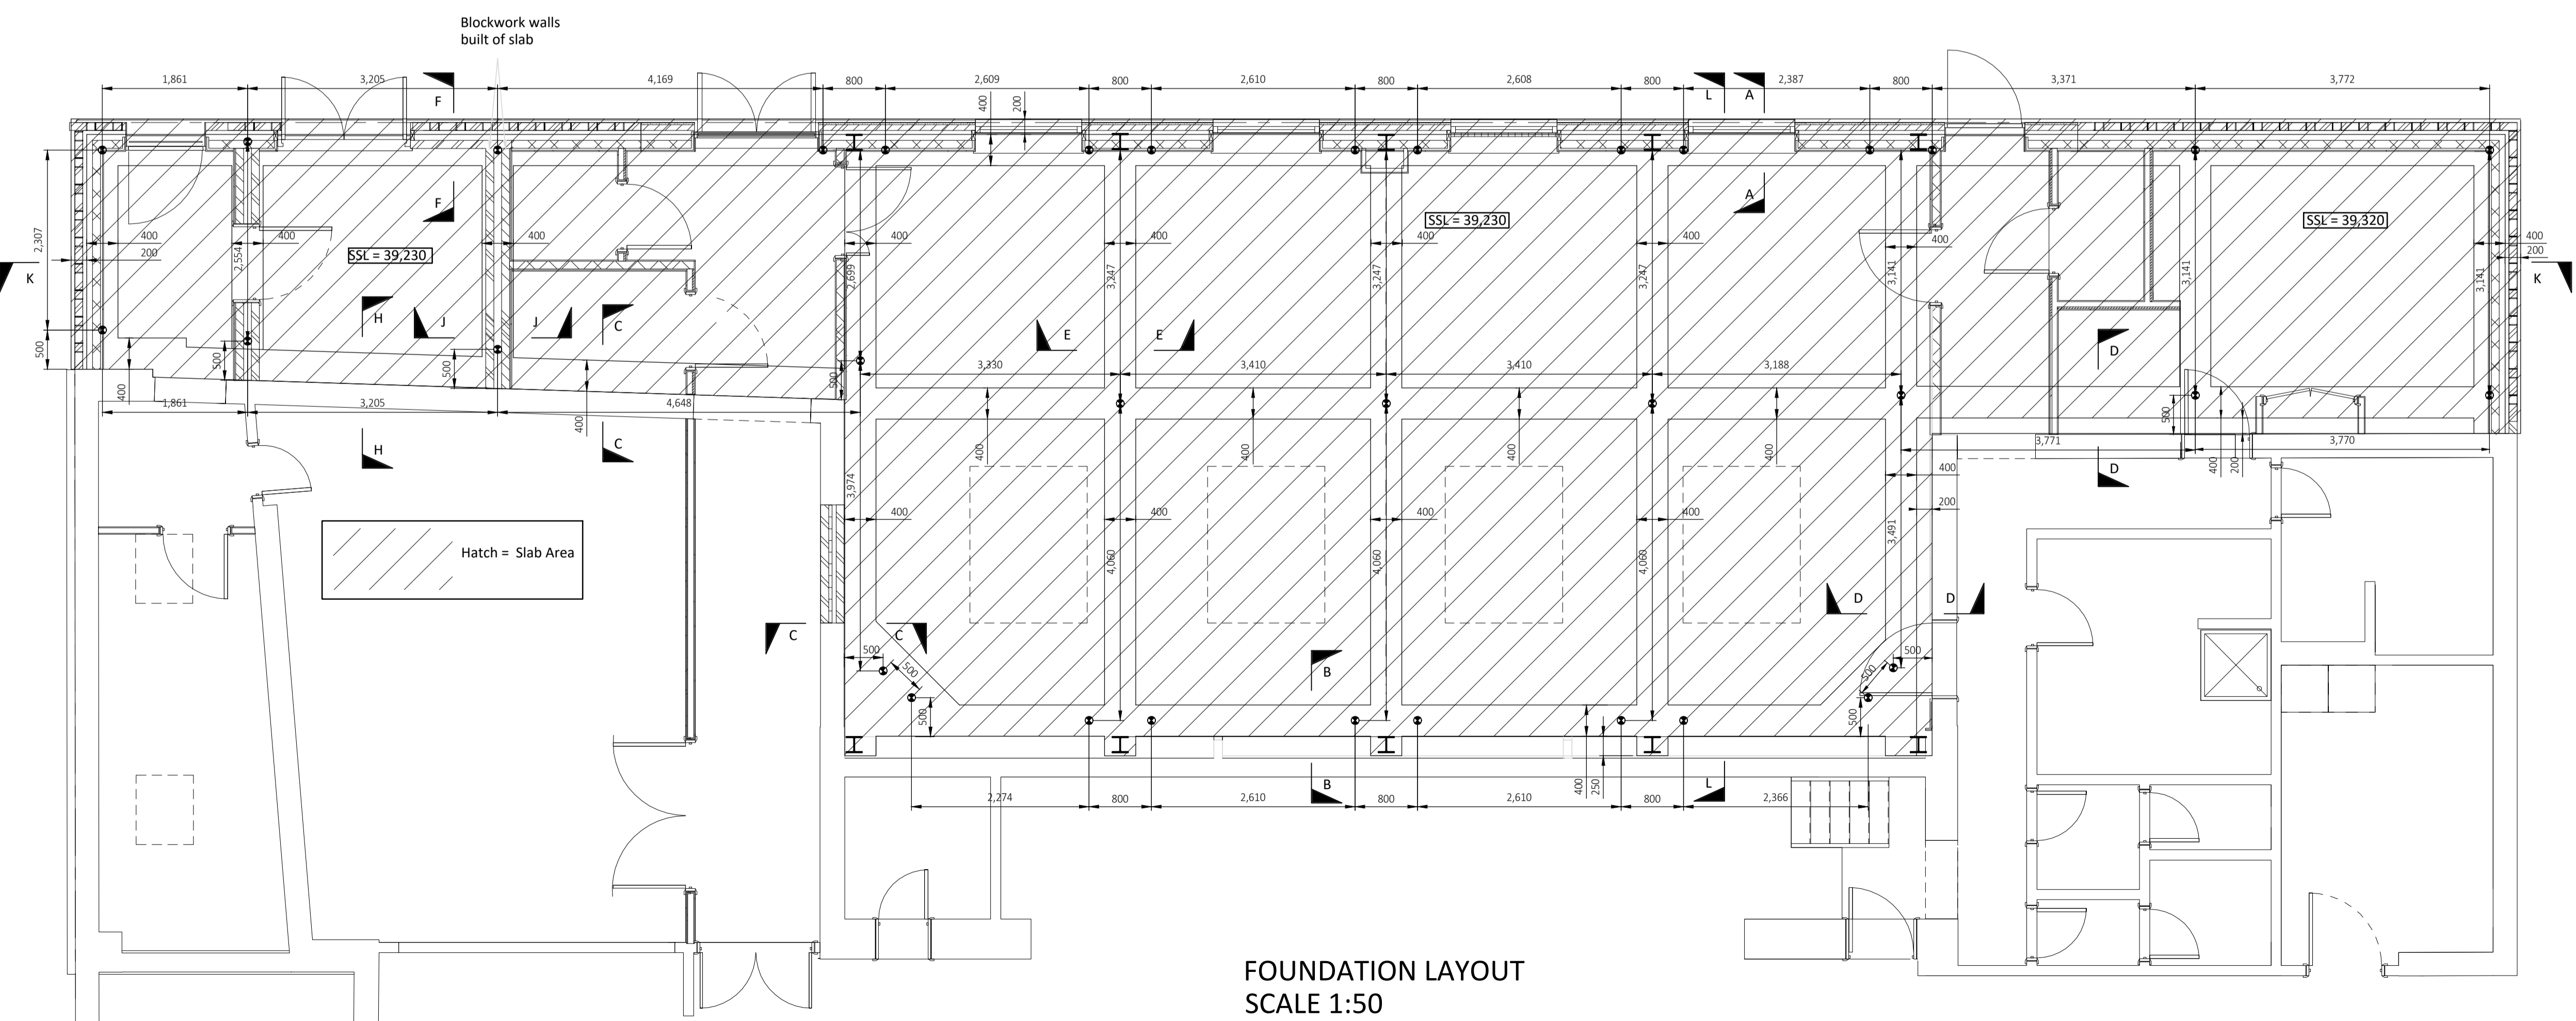 Blockwork walls
built of slab
1,861
3,205
4,169
800
2,609
800
2,610
800
2,608
800
2,387
800
3,371
3,772
F
L
A
400
200
F
A
SSL = 39,230
SSL = 39,320
2,307
400
200
2,554
400
SSL = 39,230
400
2,699
400
3,247
400
3,247
400
3,247
400
3,141
400
3,141
3,141
400
200
K
K
H
J
J
C
E
E
D
500
400
500
500
400
500
3,330
3,410
3,410
3,188
500
1,861
3,205
4,648
H
C
400
400
400
400
3,771
3,770
400
200
D
3,974
400
400
400
400
400
200
Hatch = Slab Area
4,060
4,060
4,060
3,491
C
C
D
D
500
500
500
B
500
500
500
400
250
2,274
800
2,610
800
2,610
800
2,366
B
L
FOUNDATION LAYOUT
SCALE 1:50